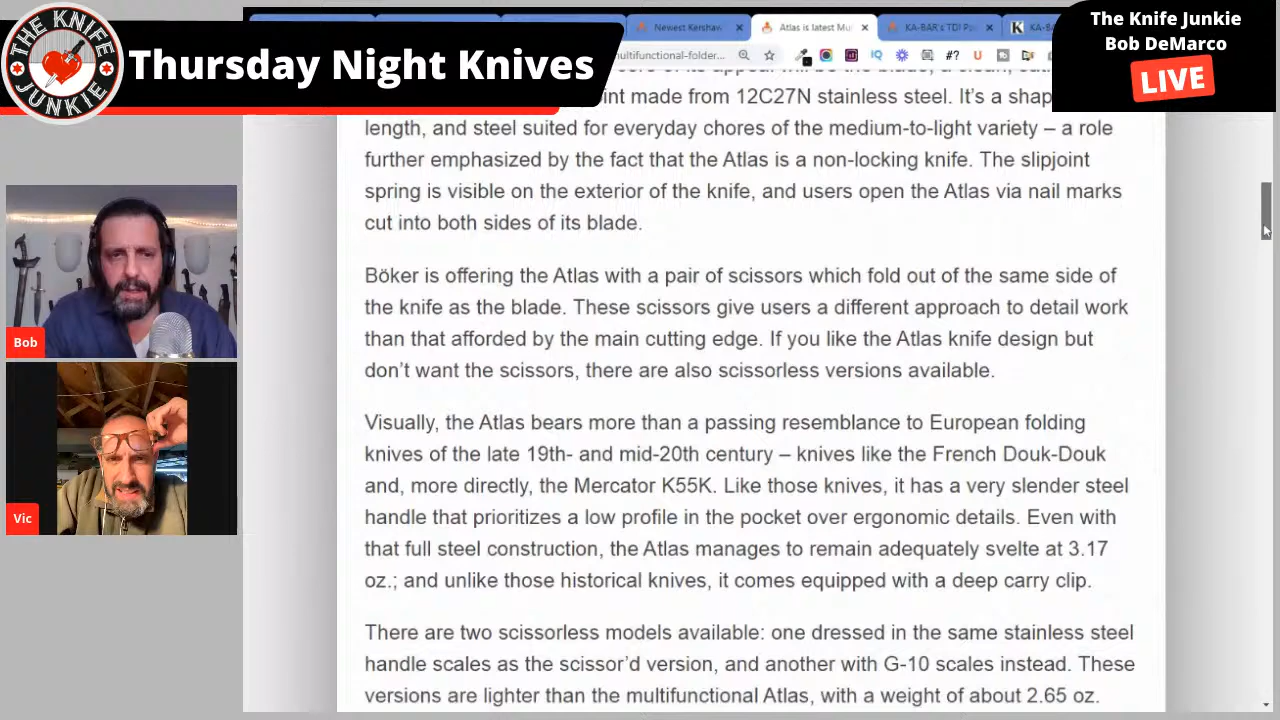 THE KNIFE
JUNKIE
Thursday Night Knives
Newest Kershaw
Atlas is latest Mu
KA-BAR's TDI
KA-BA
The Knife Junkie
Bob DeMarco
LIVE
multifunctional-folder...
int made from 12C27N stainless steel. It's a shap
length, and steel suited for everyday chores of the medium-to-light variety – a role
further emphasized by the fact that the Atlas is a non-locking knife. The slipjoint
spring is visible on the exterior of the knife, and users open the Atlas via nail marks
cut into both sides of its blade.
Böker is offering the Atlas with a pair of scissors which fold out of the same side of
the knife as the blade. These scissors give users a different approach to detail work
than that afforded by the main cutting edge. If you like the Atlas knife design but
don't want the scissors, there are also scissorless versions available.
Visually, the Atlas bears more than a passing resemblance to European folding
knives of the late 19th- and mid-20th century – knives like the French Douk-Douk
and, more directly, the Mercator K55K. Like those knives, it has a very slender steel
handle that prioritizes a low profile in the pocket over ergonomic details. Even with
that full steel construction, the Atlas manages to remain adequately svelte at 3.17
oz.; and unlike those historical knives, it comes equipped with a deep carry clip.
There are two scissorless models available: one dressed in the same stainless steel
handle scales as the scissor'd version, and another with G-10 scales instead. These
versions are lighter than the multifunctional Atlas, with a weight of about 2.65 oz.
Bob
Vic